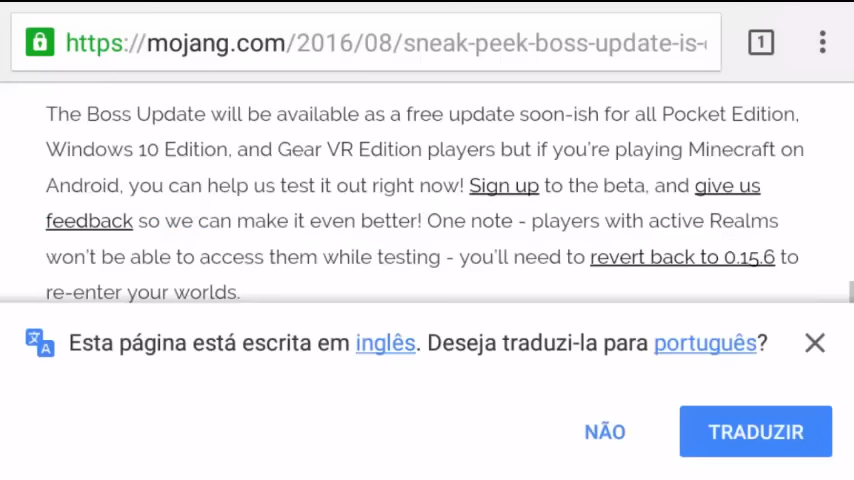 https://mojang.com/2016/08/sneak-peek-boss-update-is-
1
The Boss Update will be available as a free update soon-ish for all Pocket Edition,
Windows 10 Edition, and Gear VR Edition players but if you're playing Minecraft on
Android, you can help us test it out right now! Sign up to the beta, and give us
feedback so we can make it even better! One note - players with active Realms
won't be able to access them while testing - you'll need to revert back to 0.15.6 to
re-enter your worlds.
Esta página está escrita em inglês. Deseja traduzi-la para português?
NÃO TRADUZIR